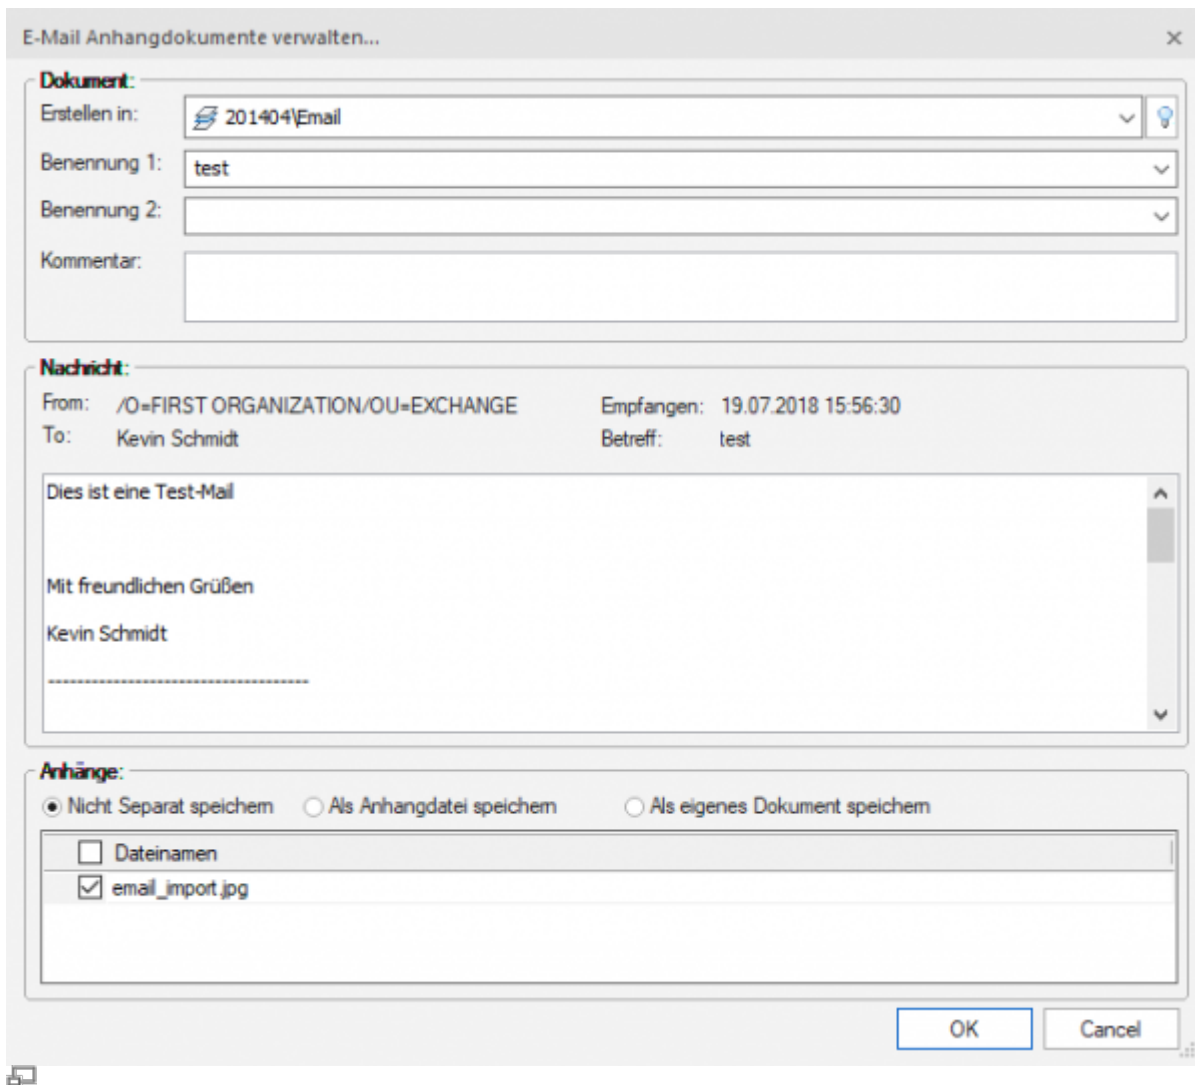 E-Mail Anhangdokumente verwalten...
Dokument:
Erstellen in: 201404\Email
Benennung 1: test
Benennung 2:
Kommentar:
Nachricht:
From: /O=FIRST ORGANIZATION/OU=EXCHANGE Empfangen: 19.07.2018 15:56:30
To: Kevin Schmidt Betreff: test
Dies ist eine Test-Mail
Mit freundlichen Grüßen
Kevin Schmidt
------------------------------------
Anhänge:
Nicht Separat speichern Als Anhangdatei speichern Als eigenes Dokument speichern
Dateinamen
email_import.jpg
OK Cancel